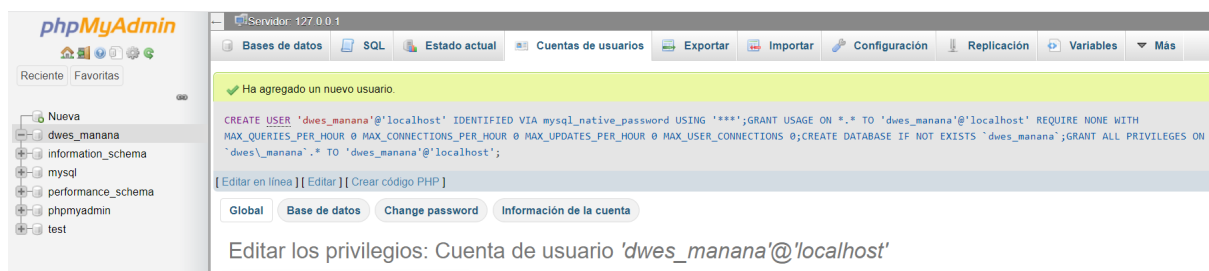 phpMyAdmin
Reciente Favoritas
Nueva
dwes_manana
information_schema
mysql
performance_schema
phpmyadmin
test
Servidor: 127.0.0.1
Bases de datos SQL Estado actual Cuentas de usuarios Exportar Importar Configuración Replicación Variables Más
Ha agregado un nuevo usuario.
CREATE USER 'dwes_manana'@'localhost' IDENTIFIED VIA mysql_native_password USING '***';GRANT USAGE ON *.* TO 'dwes_manana'@'localhost' REQUIRE NONE WITH
MAX_QUERIES_PER_HOUR 0 MAX_CONNECTIONS_PER_HOUR 0 MAX_UPDATES_PER_HOUR 0 MAX_USER_CONNECTIONS 0;CREATE DATABASE IF NOT EXISTS `dwes_manana`;GRANT ALL PRIVILEGES ON
`dwes\_manana`.* TO 'dwes_manana'@'localhost';
[ Editar en línea ] [ Editar ] [ Crear código PHP ]
Global Base de datos Change password Información de la cuenta
Editar los privilegios: Cuenta de usuario 'dwes_manana'@'localhost'